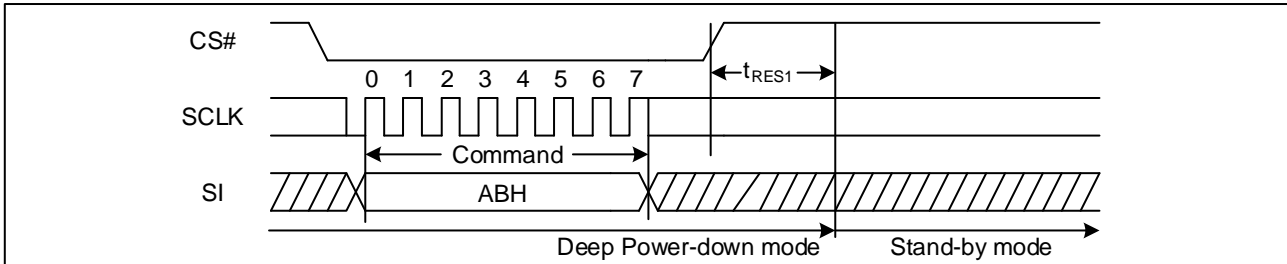 CS#
tRES1
0 1 2 3 4 5 6 7
SCLK
Command
SI
ABH
Deep Power-down mode Stand-by mode